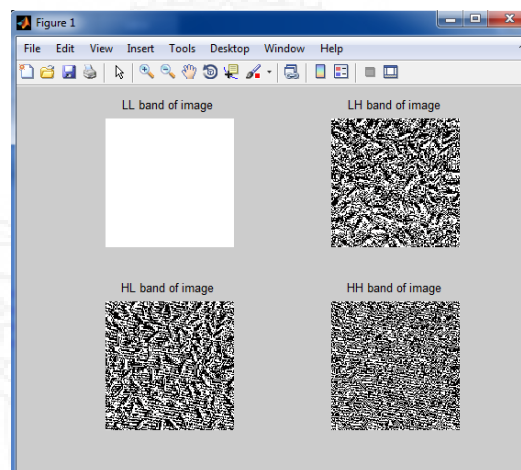 Figure 1
File Edit View Insert Tools Desktop Window Help
LL band of image
LH band of image
HL band of image
HH band of image